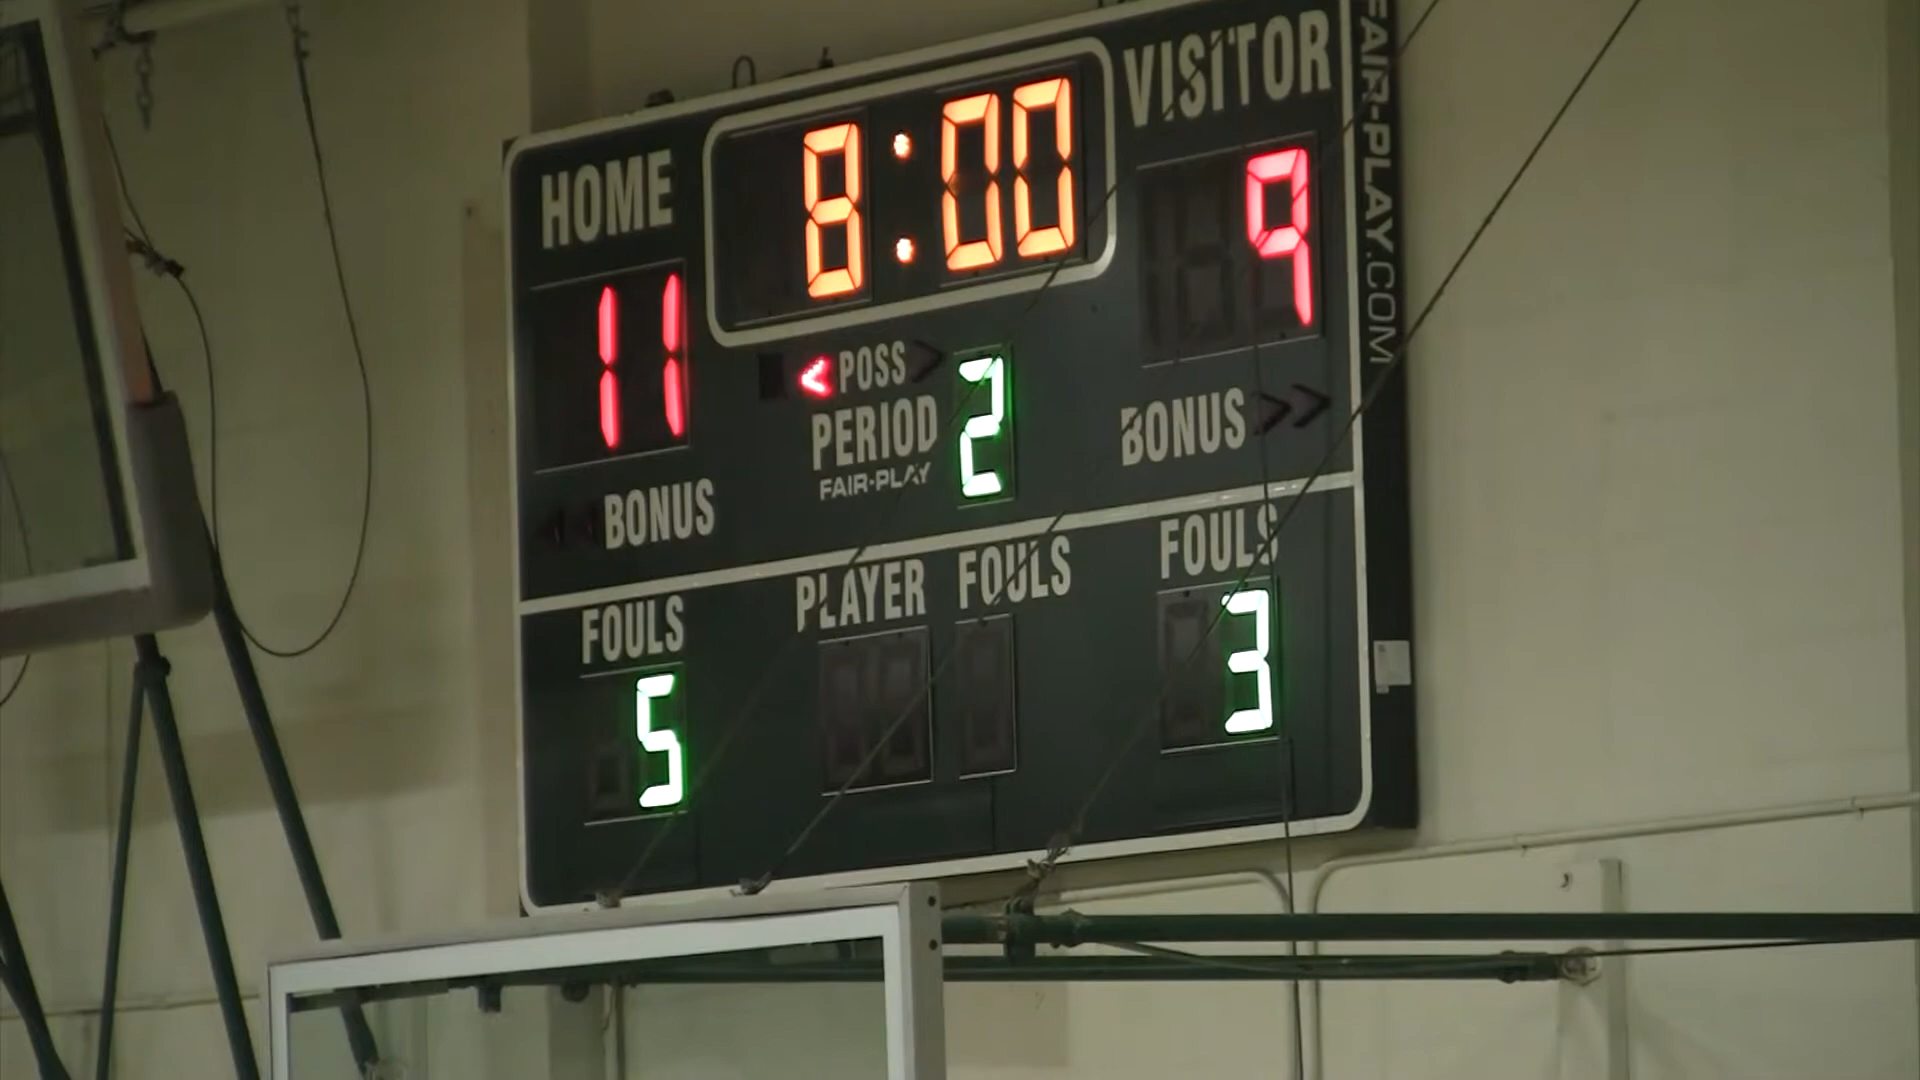 HOME
8:00
VISITOR
11
9
< POSS >
PERIOD 2
FAIR-PLAY
BONUS
BONUS
FOULS
PLAYER FOULS
FOULS
5
3
FAIR-PLAY.COM